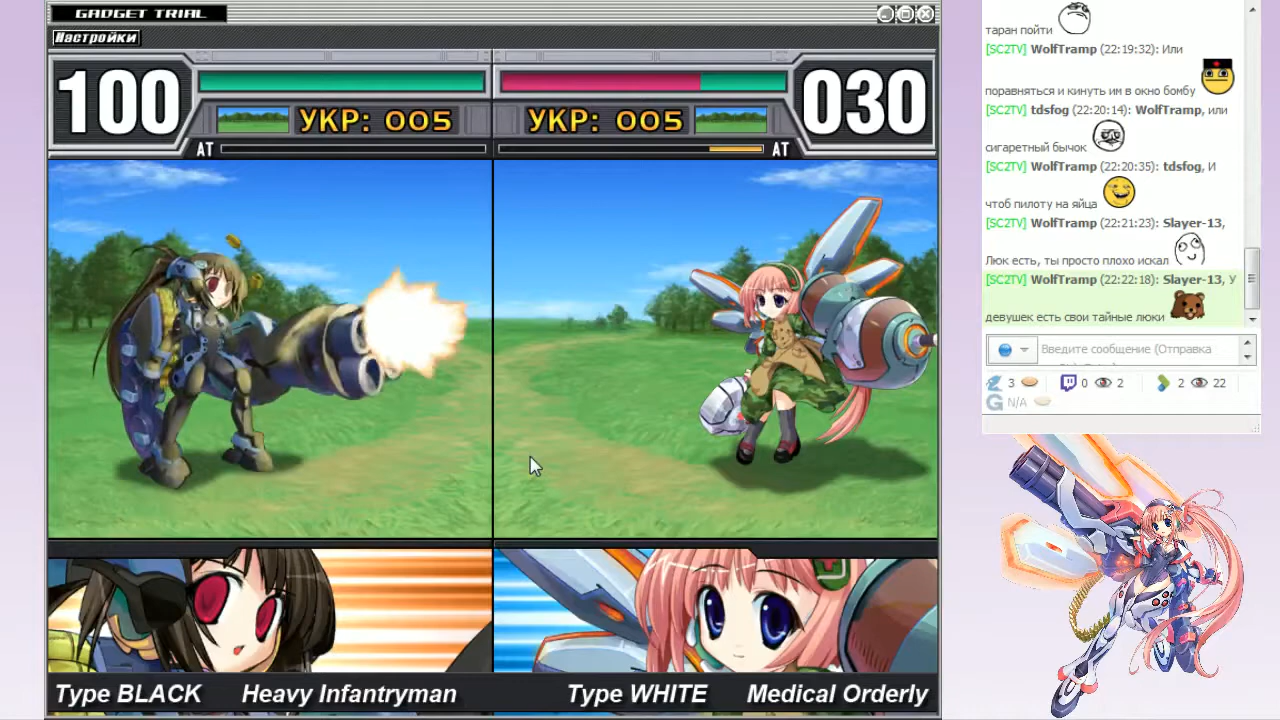 GADGET TRIAL
Настройки
100
030
УКР: 005
УКР: 005
AT
AT
Type BLACK Heavy Infantryman
Type WHITE Medical Orderly
таран пойти
[SC2TV] WolfTramp (22:19:32): Или
поравняться и кинуть им в окно бомбу
[SC2TV] tdsfog (22:20:14): WolfTramp, или
сигаретный бычок
[SC2TV] WolfTramp (22:20:35): tdsfog, И
чтоб пилоту на яйца
[SC2TV] WolfTramp (22:21:23): Slayer-13,
Люк есть, ты просто плохо искал
[SC2TV] WolfTramp (22:22:18): Slayer-13, У
девушек есть свои тайные люки
Введите сообщение (Отправка
3 0 2 2 22
N/A